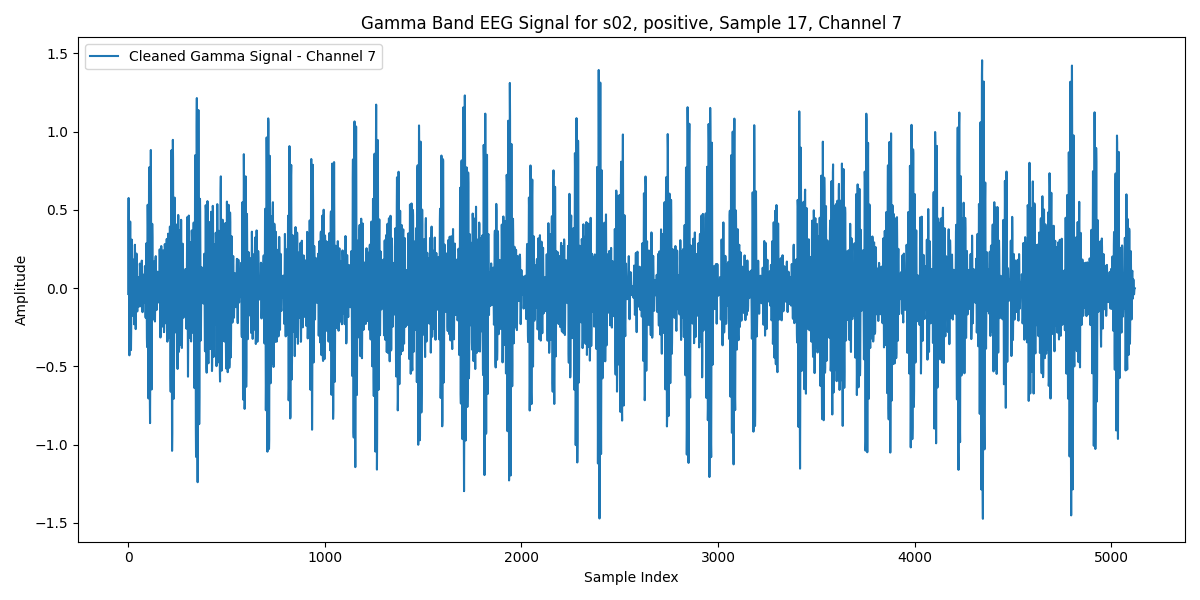 Gamma Band EEG Signal for s02, positive, Sample 17, Channel 7
Cleaned Gamma Signal - Channel 7
1.5
1.0
0.5
0.0
−0.5
−1.0
−1.5
Amplitude
0 1000 2000 3000 4000 5000
Sample Index